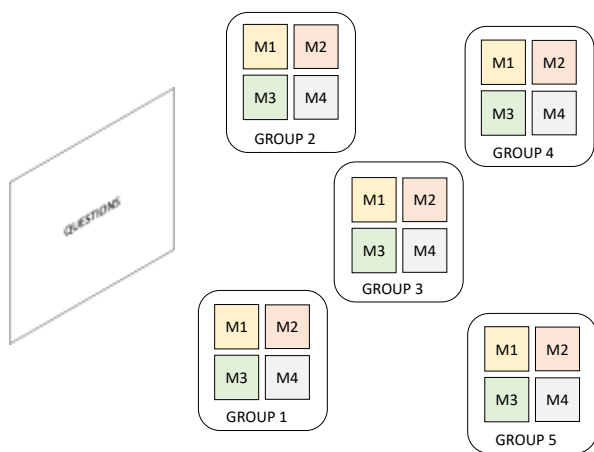 QUESTIONS
M1 M2
M3 M4
GROUP 2
M1 M2
M3 M4
GROUP 4
M1 M2
M3 M4
GROUP 3
M1 M2
M3 M4
GROUP 1
M1 M2
M3 M4
GROUP 5